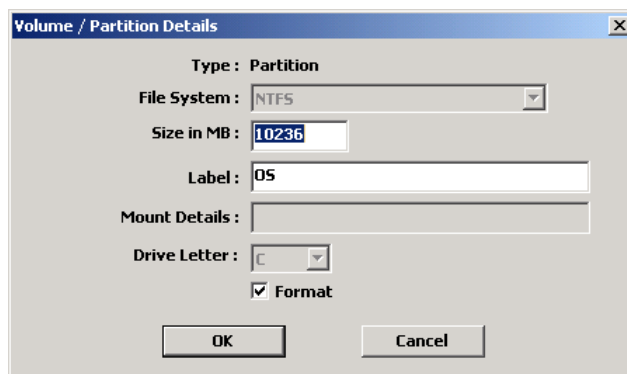 Volume / Partition Details
Type : Partition
File System : NTFS
Size in MB : 10236
Label : OS
Mount Details :
Drive Letter : C
Format
OK Cancel